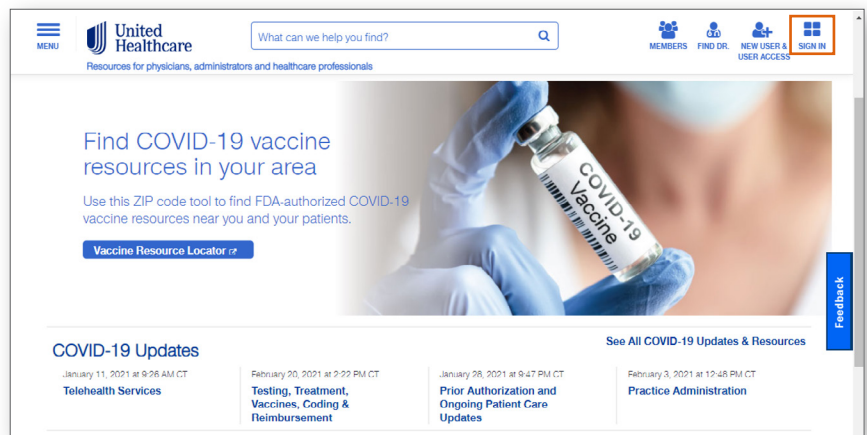 United
Healthcare
What can we help you find?
MENU
MEMBERS
FIND DR.
NEW USER &
USER ACCESS
SIGN IN
Resources for physicians, administrators and healthcare professionals
Find COVID-19 vaccine
resources in your area
Use this ZIP code tool to find FDA-authorized COVID-19
vaccine resources near you and your patients.
Vaccine Resource Locator
COVID-19
Vaccine
Feedback
COVID-19 Updates
See All COVID-19 Updates & Resources
January 11, 2021 at 9:26 AM CT
Telehealth Services
February 20, 2021 at 2:22 PM CT
Testing, Treatment,
Vaccines, Coding &
Reimbursement
January 28, 2021 at 9:47 PM CT
Prior Authorization and
Ongoing Patient Care
Updates
February 3, 2021 at 12:48 PM CT
Practice Administration